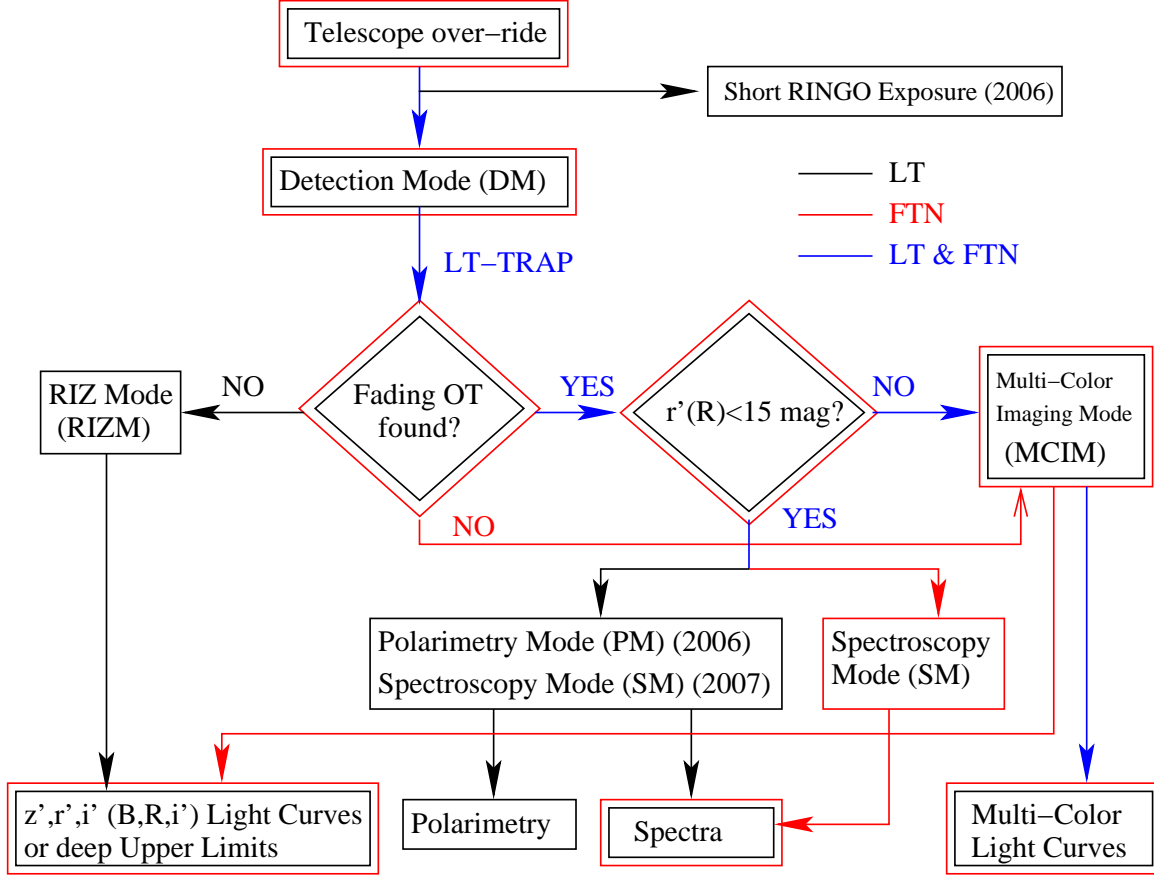 Telescope over−ride
Short RINGO Exposure (2006)
Detection Mode (DM)
LT
FTN
LT & FTN
LT−TRAP
RIZ Mode
(RIZM)
NO
Fading OT
found?
YES
r'(R)<15 mag?
NO
Multi−Color
Imaging Mode
(MCIM)
NO
YES
Polarimetry Mode (PM) (2006)
Spectroscopy Mode (SM) (2007)
Spectroscopy
Mode (SM)
z',r',i' (B,R,i') Light Curves
or deep Upper Limits
Polarimetry
Spectra
Multi−Color
Light Curves